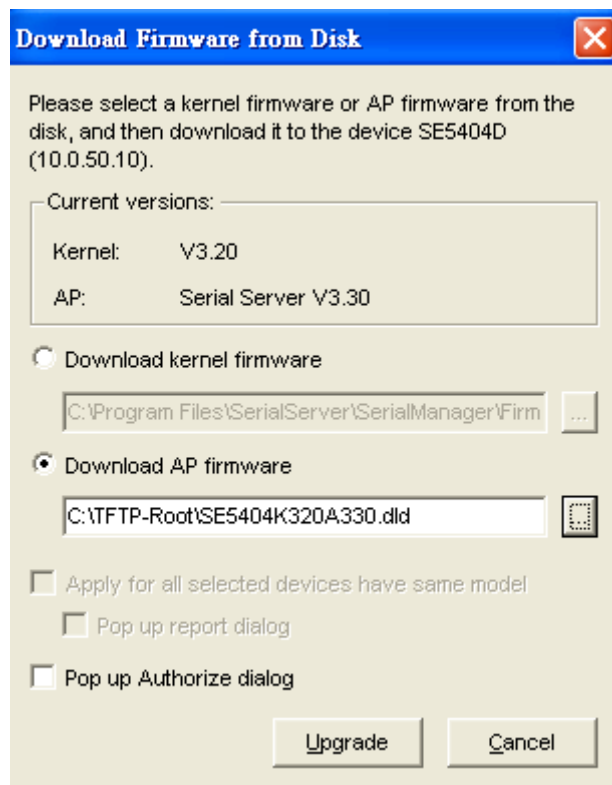 Download Firmware from Disk
Please select a kernel firmware or AP firmware from the
disk, and then download it to the device SE5404D
(10.0.50.10).
Current versions:
Kernel: V3.20
AP: Serial Server V3.30
Download kernel firmware
C:\Program Files\SerialServer\SerialManager\Firm ...
Download AP firmware
C:\TFTP-Root\SE5404K320A330.dld ...
Apply for all selected devices have same model
Pop up report dialog
Pop up Authorize dialog
Upgrade Cancel